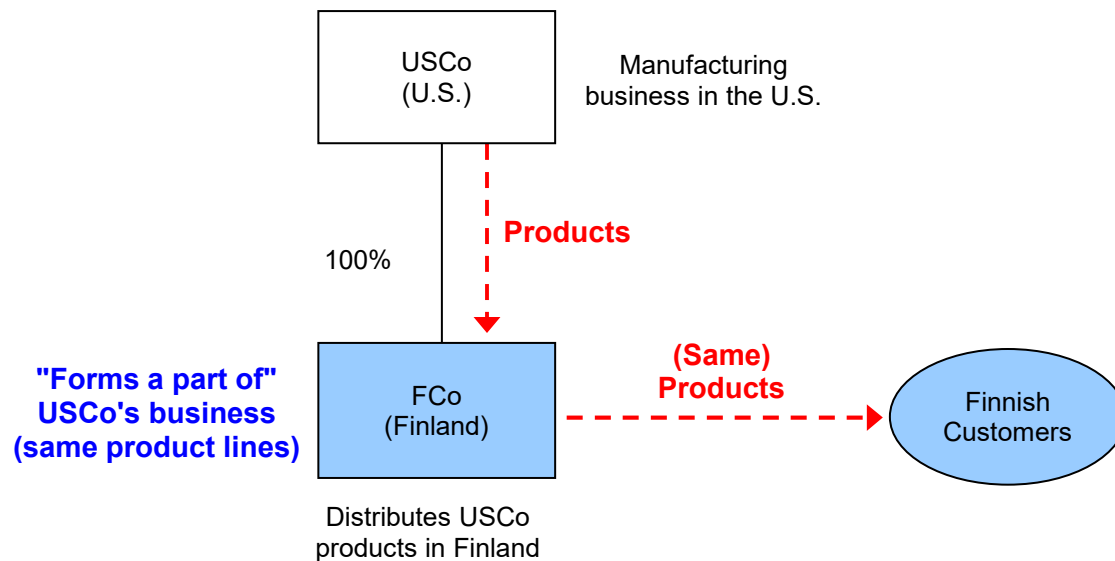 USCo
(U.S.)
Manufacturing
business in the U.S.
Products
100%
"Forms a part of"
USCo's business
(same product lines)
FCo
(Finland)
(Same)
Products
Finnish
Customers
Distributes USCo
products in Finland